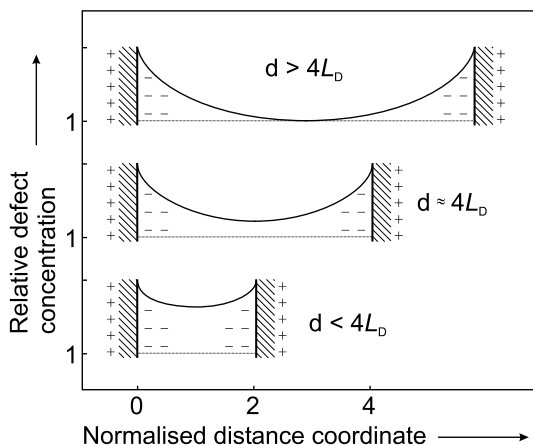 d > 4L_D
1
d ≈ 4L_D
1
d < 4L_D
1
Relative defect
concentration
0 2 4
Normalised distance coordinate